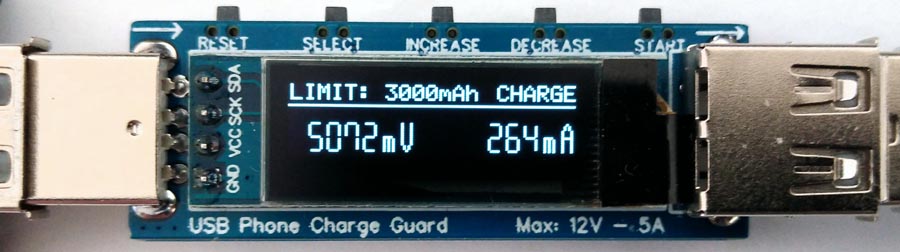 RESET SELECT INCREASE DECREASE START
SDA
SCK
VCC
GND
LIMIT: 3000mAh CHARGE
5072mV 264mA
USB Phone Charge Guard Max: 12V - .5A